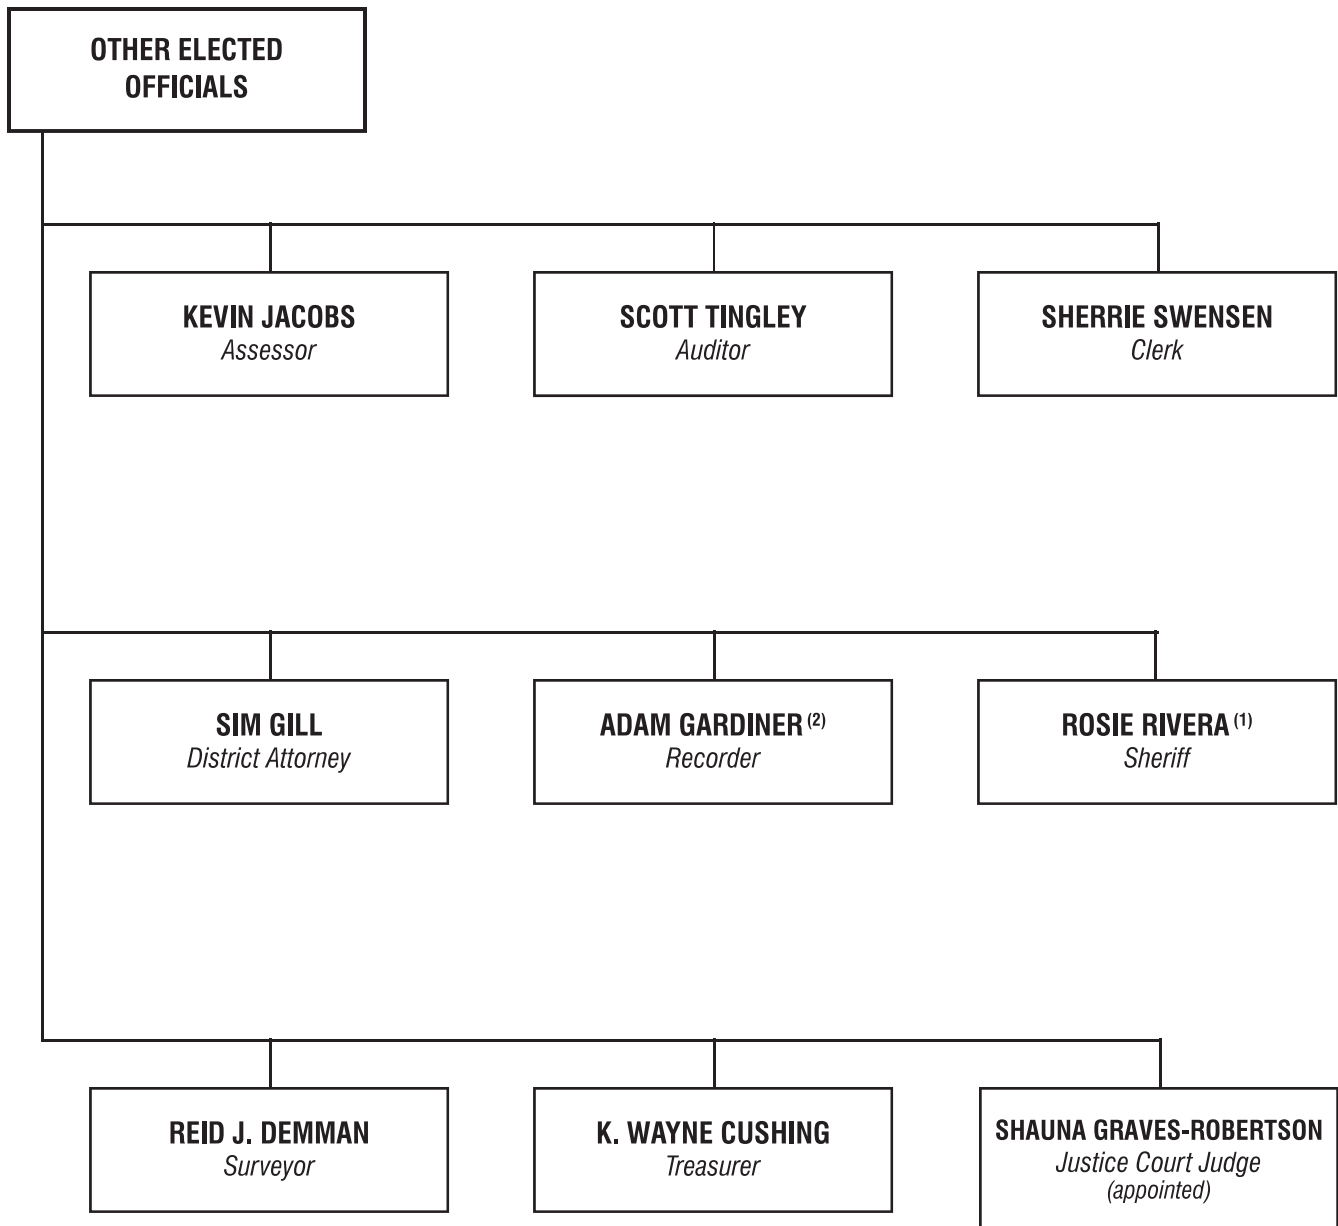 OTHER ELECTED
OFFICIALS
KEVIN JACOBS
Assessor
SCOTT TINGLEY
Auditor
SHERRIE SWENSEN
Clerk
SIM GILL
District Attorney
ADAM GARDINER (2)
Recorder
ROSIE RIVERA (1)
Sheriff
REID J. DEMMAN
Surveyor
K. WAYNE CUSHING
Treasurer
SHAUNA GRAVES-ROBERTSON
Justice Court Judge
(appointed)